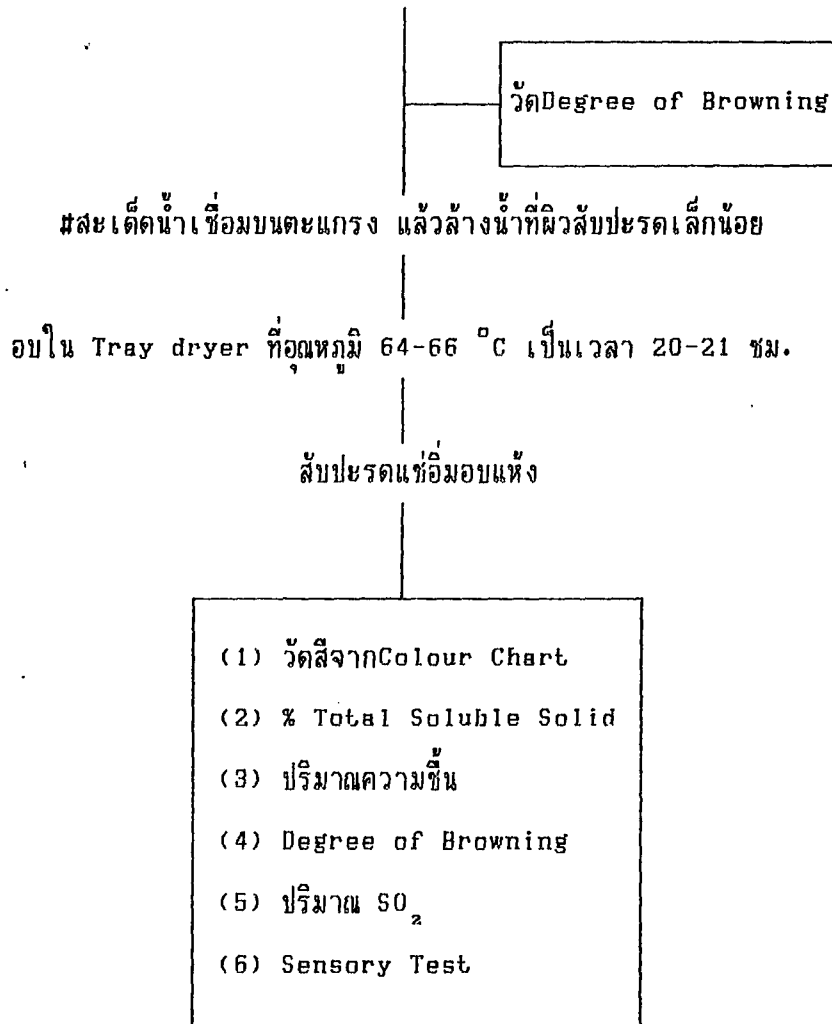 วัดDegree of Browning
#สะเด็ดน้ำเชื่อมบนตะแกรง แล้วล้างน้ำที่ผิวสับปะรดเล็กน้อย
อบใน Tray dryer ที่อุณหภูมิ 64-66 °C เป็นเวลา 20-21 ชม.
สับปะรดแช่อิ่มอบแห้ง
(1) วัดสีจากColour Chart
(2) % Total Soluble Solid
(3) ปริมาณความชื้น
(4) Degree of Browning
(5) ปริมาณ SO₂
(6) Sensory Test